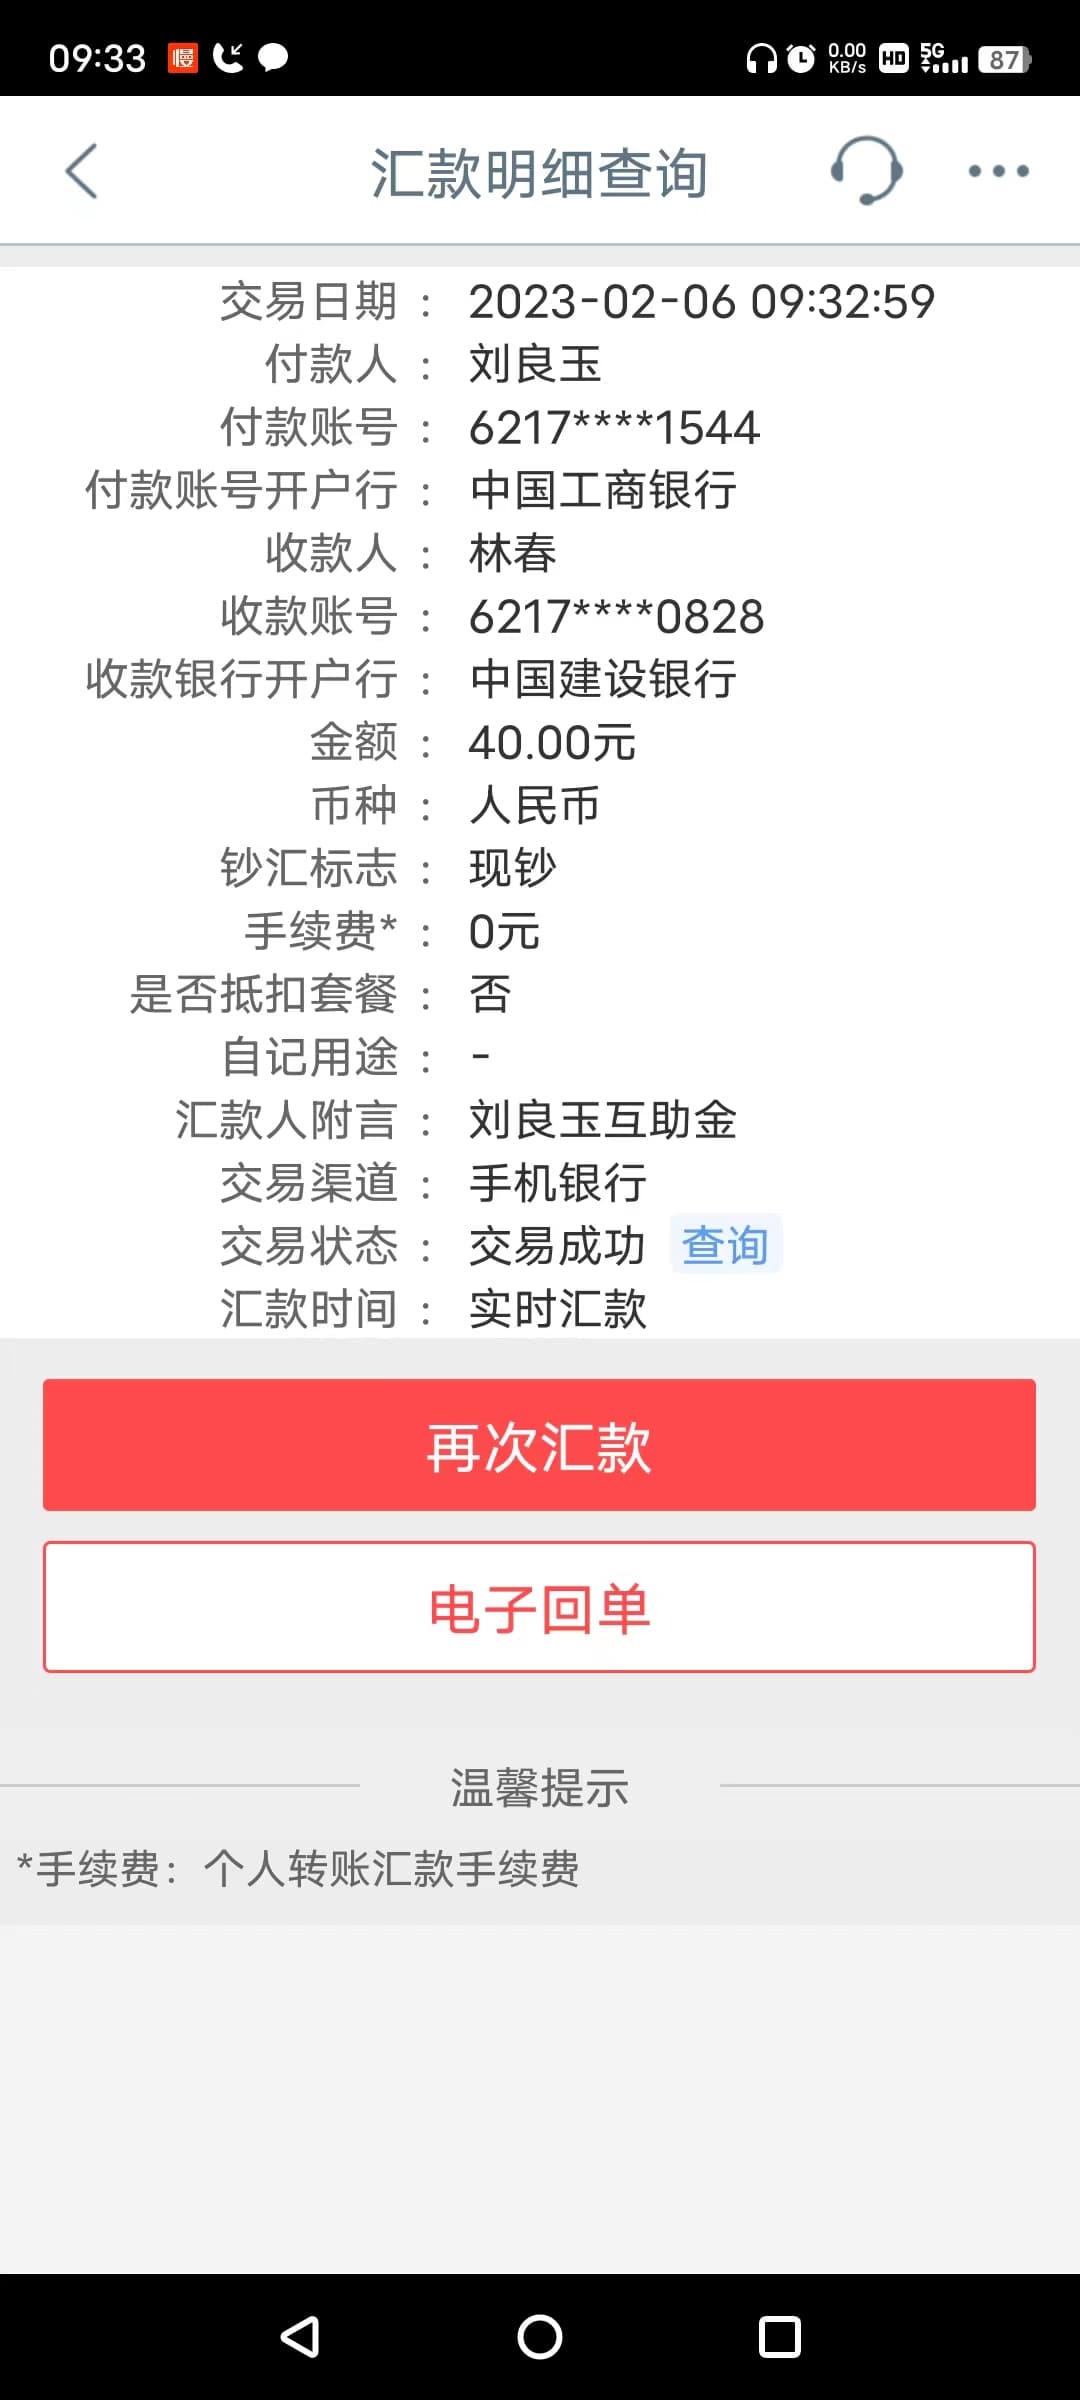 09:33 慢 0.00 KB/s HD 5G 87
汇款明细查询
交易日期 : 2023-02-06 09:32:59
付款人 : 刘良玉
付款账号 : 6217****1544
付款账号开户行 : 中国工商银行
收款人 : 林春
收款账号 : 6217****0828
收款银行开户行 : 中国建设银行
金额 : 40.00元
币种 : 人民币
钞汇标志 : 现钞
手续费* : 0元
是否抵扣套餐 : 否
自记用途 : -
汇款人附言 : 刘良玉互助金
交易渠道 : 手机银行
交易状态 : 交易成功 查询
汇款时间 : 实时汇款
再次汇款
电子回单
温馨提示
*手续费：个人转账汇款手续费